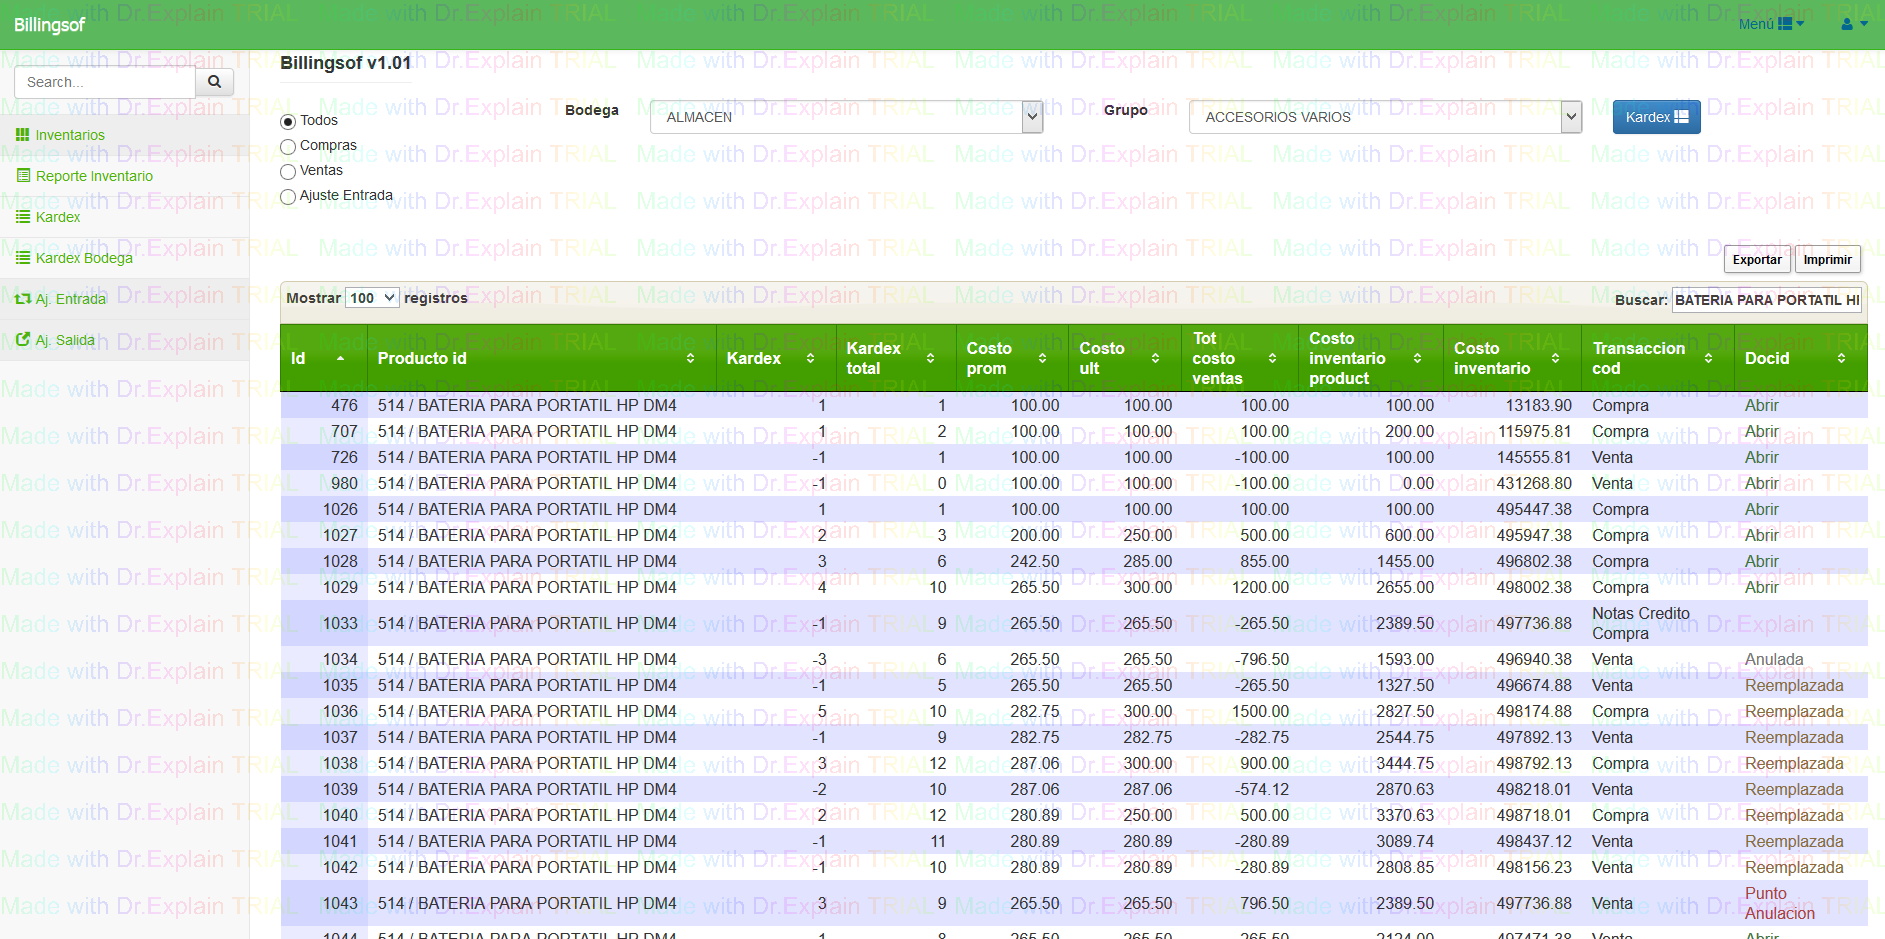 Billingsof
Menú
Billingsof v1.01
Search...
Inventarios
Reporte Inventario
Kardex
Kardex Bodega
Aj. Entrada
Aj. Salida
Todos
Compras
Ventas
Ajuste Entrada
Bodega ALMACEN Grupo ACCESORIOS VARIOS Kardex
Exportar Imprimir
Mostrar 100 registros Buscar: BATERIA PARA PORTATIL HI
Id Producto id Kardex Kardex total Costo prom Costo ult Tot costo ventas Costo inventario product Costo inventario Transaccion cod Docid
476 514 / BATERIA PARA PORTATIL HP DM4 1 1 100.00 100.00 100.00 100.00 13183.90 Compra Abrir
707 514 / BATERIA PARA PORTATIL HP DM4 1 2 100.00 100.00 100.00 200.00 115975.81 Compra Abrir
726 514 / BATERIA PARA PORTATIL HP DM4 -1 1 100.00 100.00 -100.00 100.00 145555.81 Venta Abrir
980 514 / BATERIA PARA PORTATIL HP DM4 -1 0 100.00 100.00 -100.00 0.00 431268.80 Venta Abrir
1026 514 / BATERIA PARA PORTATIL HP DM4 1 1 100.00 100.00 100.00 100.00 495447.38 Compra Abrir
1027 514 / BATERIA PARA PORTATIL HP DM4 2 3 200.00 250.00 500.00 600.00 495947.38 Compra Abrir
1028 514 / BATERIA PARA PORTATIL HP DM4 3 6 242.50 285.00 855.00 1455.00 496802.38 Compra Abrir
1029 514 / BATERIA PARA PORTATIL HP DM4 4 10 265.50 300.00 1200.00 2655.00 498002.38 Compra Abrir
1033 514 / BATERIA PARA PORTATIL HP DM4 -1 9 265.50 265.50 -265.50 2389.50 497736.88 Notas Credito Compra
1034 514 / BATERIA PARA PORTATIL HP DM4 -3 6 265.50 265.50 -796.50 1593.00 496940.38 Venta Anulada
1035 514 / BATERIA PARA PORTATIL HP DM4 -1 5 265.50 265.50 -265.50 1327.50 496674.88 Venta Reemplazada
1036 514 / BATERIA PARA PORTATIL HP DM4 5 10 282.75 300.00 1500.00 2827.50 498174.88 Compra Reemplazada
1037 514 / BATERIA PARA PORTATIL HP DM4 -1 9 282.75 282.75 -282.75 2544.75 497892.13 Venta Reemplazada
1038 514 / BATERIA PARA PORTATIL HP DM4 3 12 287.06 300.00 900.00 3444.75 498792.13 Compra Reemplazada
1039 514 / BATERIA PARA PORTATIL HP DM4 -2 10 287.06 287.06 -574.12 2870.63 498218.01 Venta Reemplazada
1040 514 / BATERIA PARA PORTATIL HP DM4 2 12 280.89 250.00 500.00 3370.63 498718.01 Compra Reemplazada
1041 514 / BATERIA PARA PORTATIL HP DM4 -1 11 280.89 280.89 -280.89 3089.74 498437.12 Venta Reemplazada
1042 514 / BATERIA PARA PORTATIL HP DM4 -1 10 280.89 280.89 -280.89 2808.85 498156.23 Venta Reemplazada
1043 514 / BATERIA PARA PORTATIL HP DM4 3 9 265.50 265.50 796.50 2389.50 497736.88 Venta Punto Anulacion
Made with Dr.Explain TRIAL